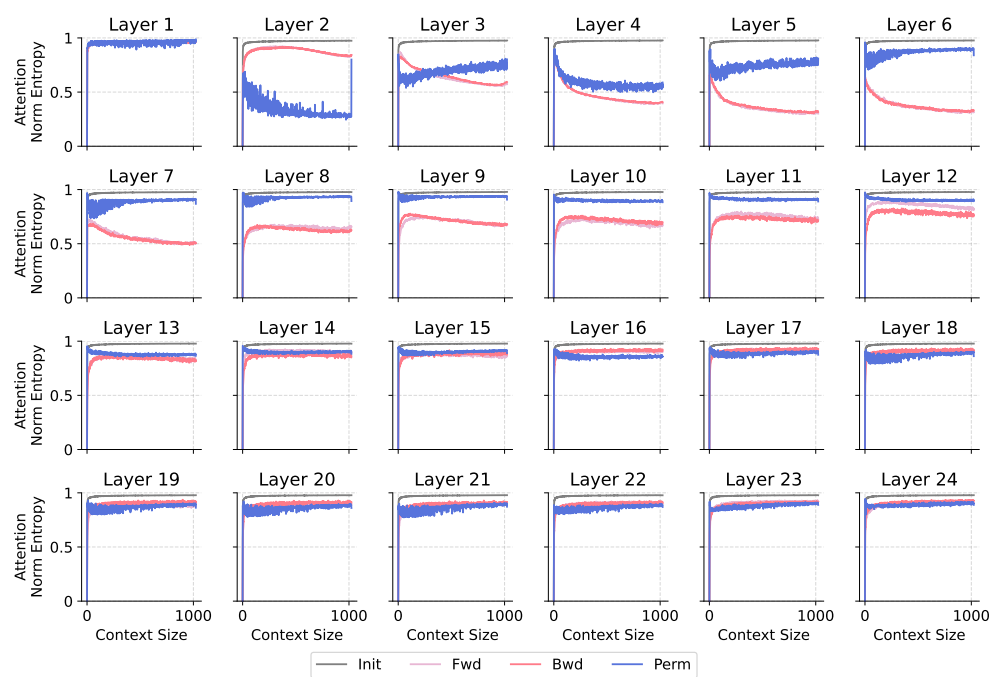 Layer 1 Layer 2 Layer 3 Layer 4 Layer 5 Layer 6
1
0.5
0
Attention
Norm Entropy
Layer 7 Layer 8 Layer 9 Layer 10 Layer 11 Layer 12
1
0.5
0
Attention
Norm Entropy
Layer 13 Layer 14 Layer 15 Layer 16 Layer 17 Layer 18
1
0.5
0
Attention
Norm Entropy
Layer 19 Layer 20 Layer 21 Layer 22 Layer 23 Layer 24
1
0.5
0
Attention
Norm Entropy
0 1000 0 1000 0 1000 0 1000 0 1000 0 1000
Context Size Context Size Context Size Context Size Context Size Context Size
Init Fwd Bwd Perm